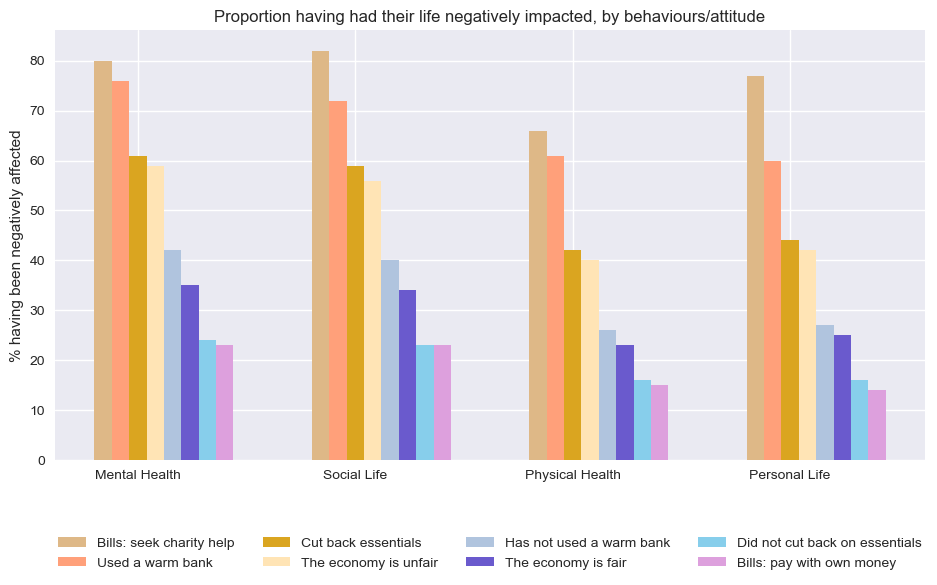 Proportion having had their life negatively impacted, by behaviours/attitude
% having been negatively affected
80
70
60
50
40
30
20
10
0
Mental Health
Social Life
Physical Health
Personal Life
Bills: seek charity help
Used a warm bank
Cut back essentials
The economy is unfair
Has not used a warm bank
The economy is fair
Did not cut back on essentials
Bills: pay with own money